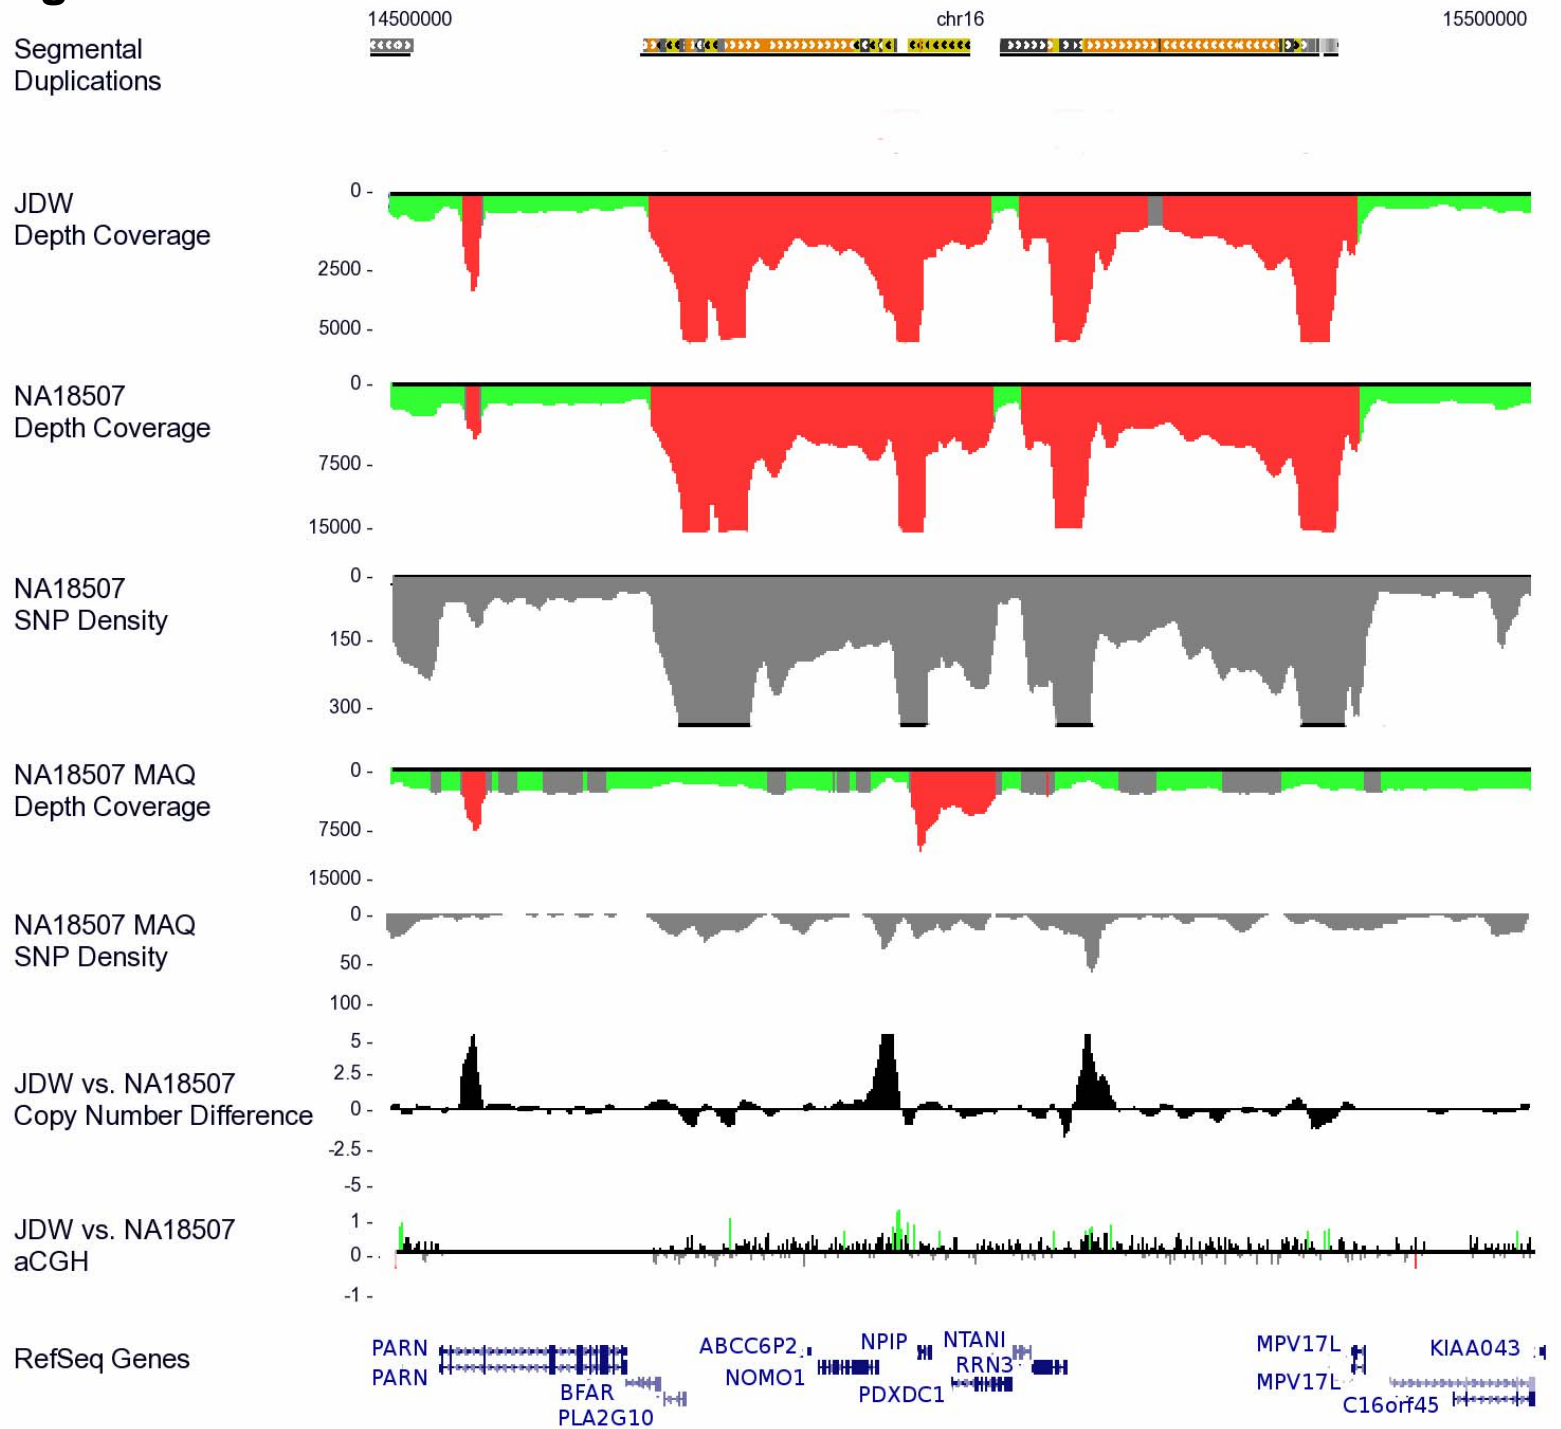 14500000 chr16 15500000
Segmental
Duplications
JDW
Depth Coverage
0 -
2500 -
5000 -
NA18507
Depth Coverage
0 -
7500 -
15000 -
NA18507
SNP Density
0 -
150 -
300 -
NA18507 MAQ
Depth Coverage
0 -
7500 -
15000 -
NA18507 MAQ
SNP Density
0 -
50 -
100 -
JDW vs. NA18507
Copy Number Difference
5 -
2.5 -
0 -
-2.5 -
-5 -
JDW vs. NA18507
aCGH
1 -
0 -
-1 -
RefSeq Genes
PARN
PARN
BFAR
PLA2G10
ABCC6P2
NOMO1
NPIP
PDXDC1
NTANI
RRN3
MPV17L
MPV17L
KIAA043
C16orf45